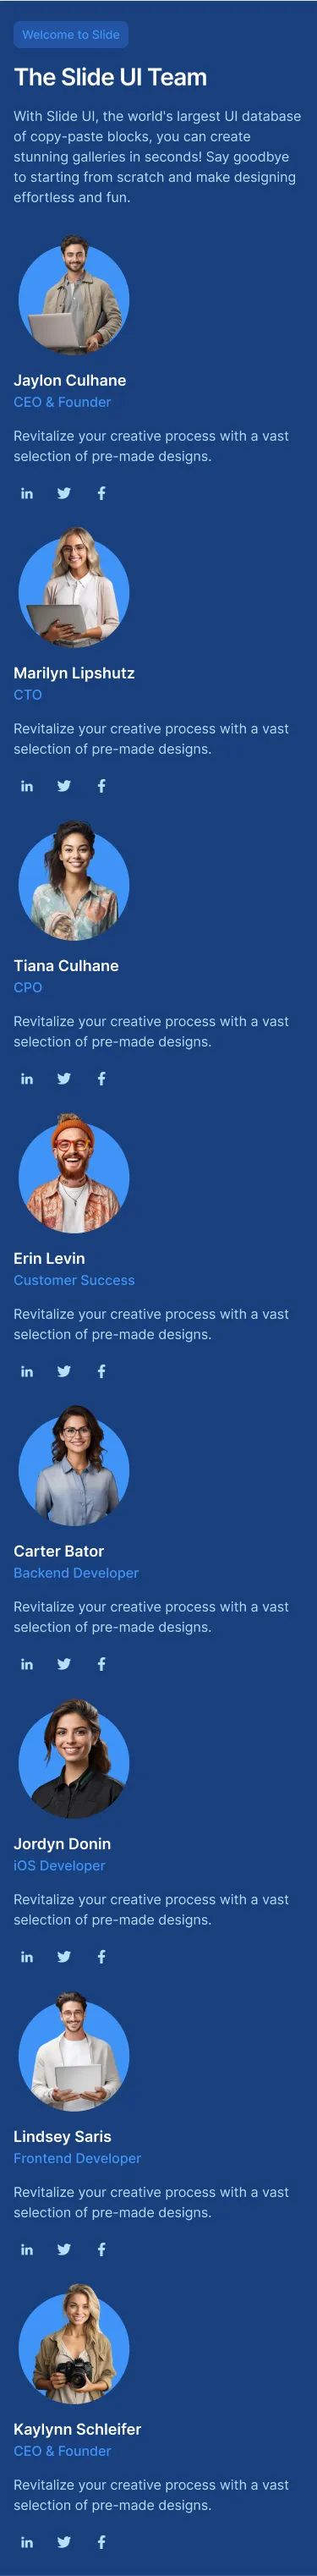 Welcome to Slide
The Slide UI Team
With Slide UI, the world's largest UI database
of copy-paste blocks, you can create
stunning galleries in seconds! Say goodbye
to starting from scratch and make designing
effortless and fun.
Jaylon Culhane
CEO & Founder
Revitalize your creative process with a vast
selection of pre-made designs.
Marilyn Lipshutz
CTO
Revitalize your creative process with a vast
selection of pre-made designs.
Tiana Culhane
CPO
Revitalize your creative process with a vast
selection of pre-made designs.
Erin Levin
Customer Success
Revitalize your creative process with a vast
selection of pre-made designs.
Carter Bator
Backend Developer
Revitalize your creative process with a vast
selection of pre-made designs.
Jordyn Donin
iOS Developer
Revitalize your creative process with a vast
selection of pre-made designs.
Lindsey Saris
Frontend Developer
Revitalize your creative process with a vast
selection of pre-made designs.
Kaylynn Schleifer
CEO & Founder
Revitalize your creative process with a vast
selection of pre-made designs.